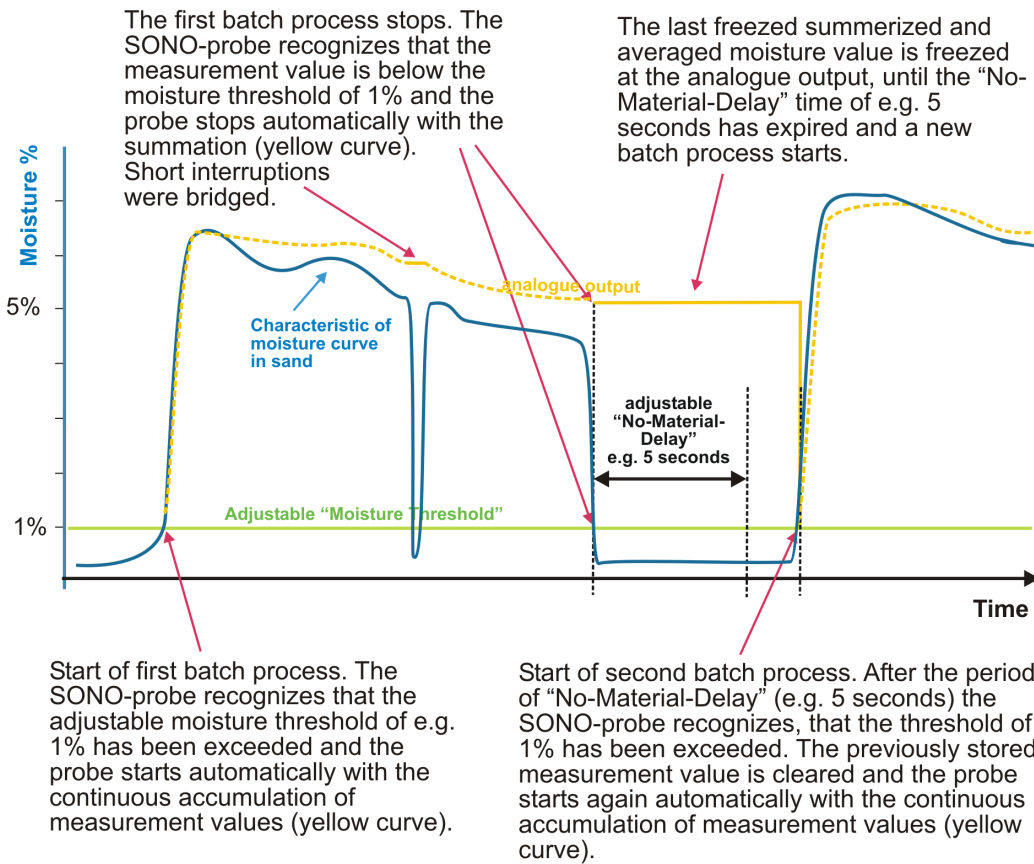 The first batch process stops. The
SONO-probe recognizes that the
measurement value is below the
moisture threshold of 1% and the
probe stops automatically with the
summation (yellow curve).
Short interruptions
were bridged.
The last freezed summerized and
averaged moisture value is freezed
at the analogue output, until the “No-
Material-Delay” time of e.g. 5
seconds has expired and a new
batch process starts.
Moisture %
analogue output
5%
Characteristic of
moisture curve
in sand
adjustable
“No-Material-
Delay”
e.g. 5 seconds
Adjustable “Moisture Threshold”
1%
Time
Start of first batch process. The
SONO-probe recognizes that the
adjustable moisture threshold of e.g.
1% has been exceeded and the
probe starts automatically with the
continuous accumulation of
measurement values (yellow curve).
Start of second batch process. After the period
of “No-Material-Delay” (e.g. 5 seconds) the
SONO-probe recognizes, that the threshold of
1% has been exceeded. The previously stored
measurement value is cleared and the probe
starts again automatically with the continuous
accumulation of measurement values (yellow
curve).